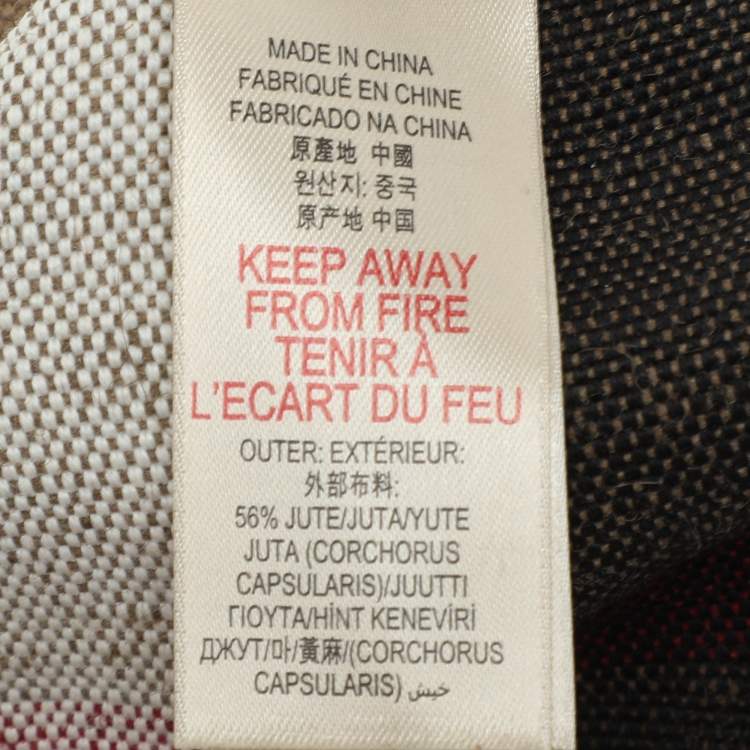 MADE IN CHINA
FABRIQUÉ EN CHINE
FABRICADO NA CHINA
原產地 中國
원산지: 중국
原产地 中国
KEEP AWAY
FROM FIRE
TENIR À
L'ECART DU FEU
OUTER: EXTÉRIEUR:
外部布料:
56% JUTE/JUTA/YUTE
JUTA (CORCHORUS
CAPSULARIS)/JUUTTI
ΓΙΟΥΤΑ/HİNT KENEVİRİ
ДЖУТ/마/黃麻/(CORCHORUS
CAPSULARIS) خيش